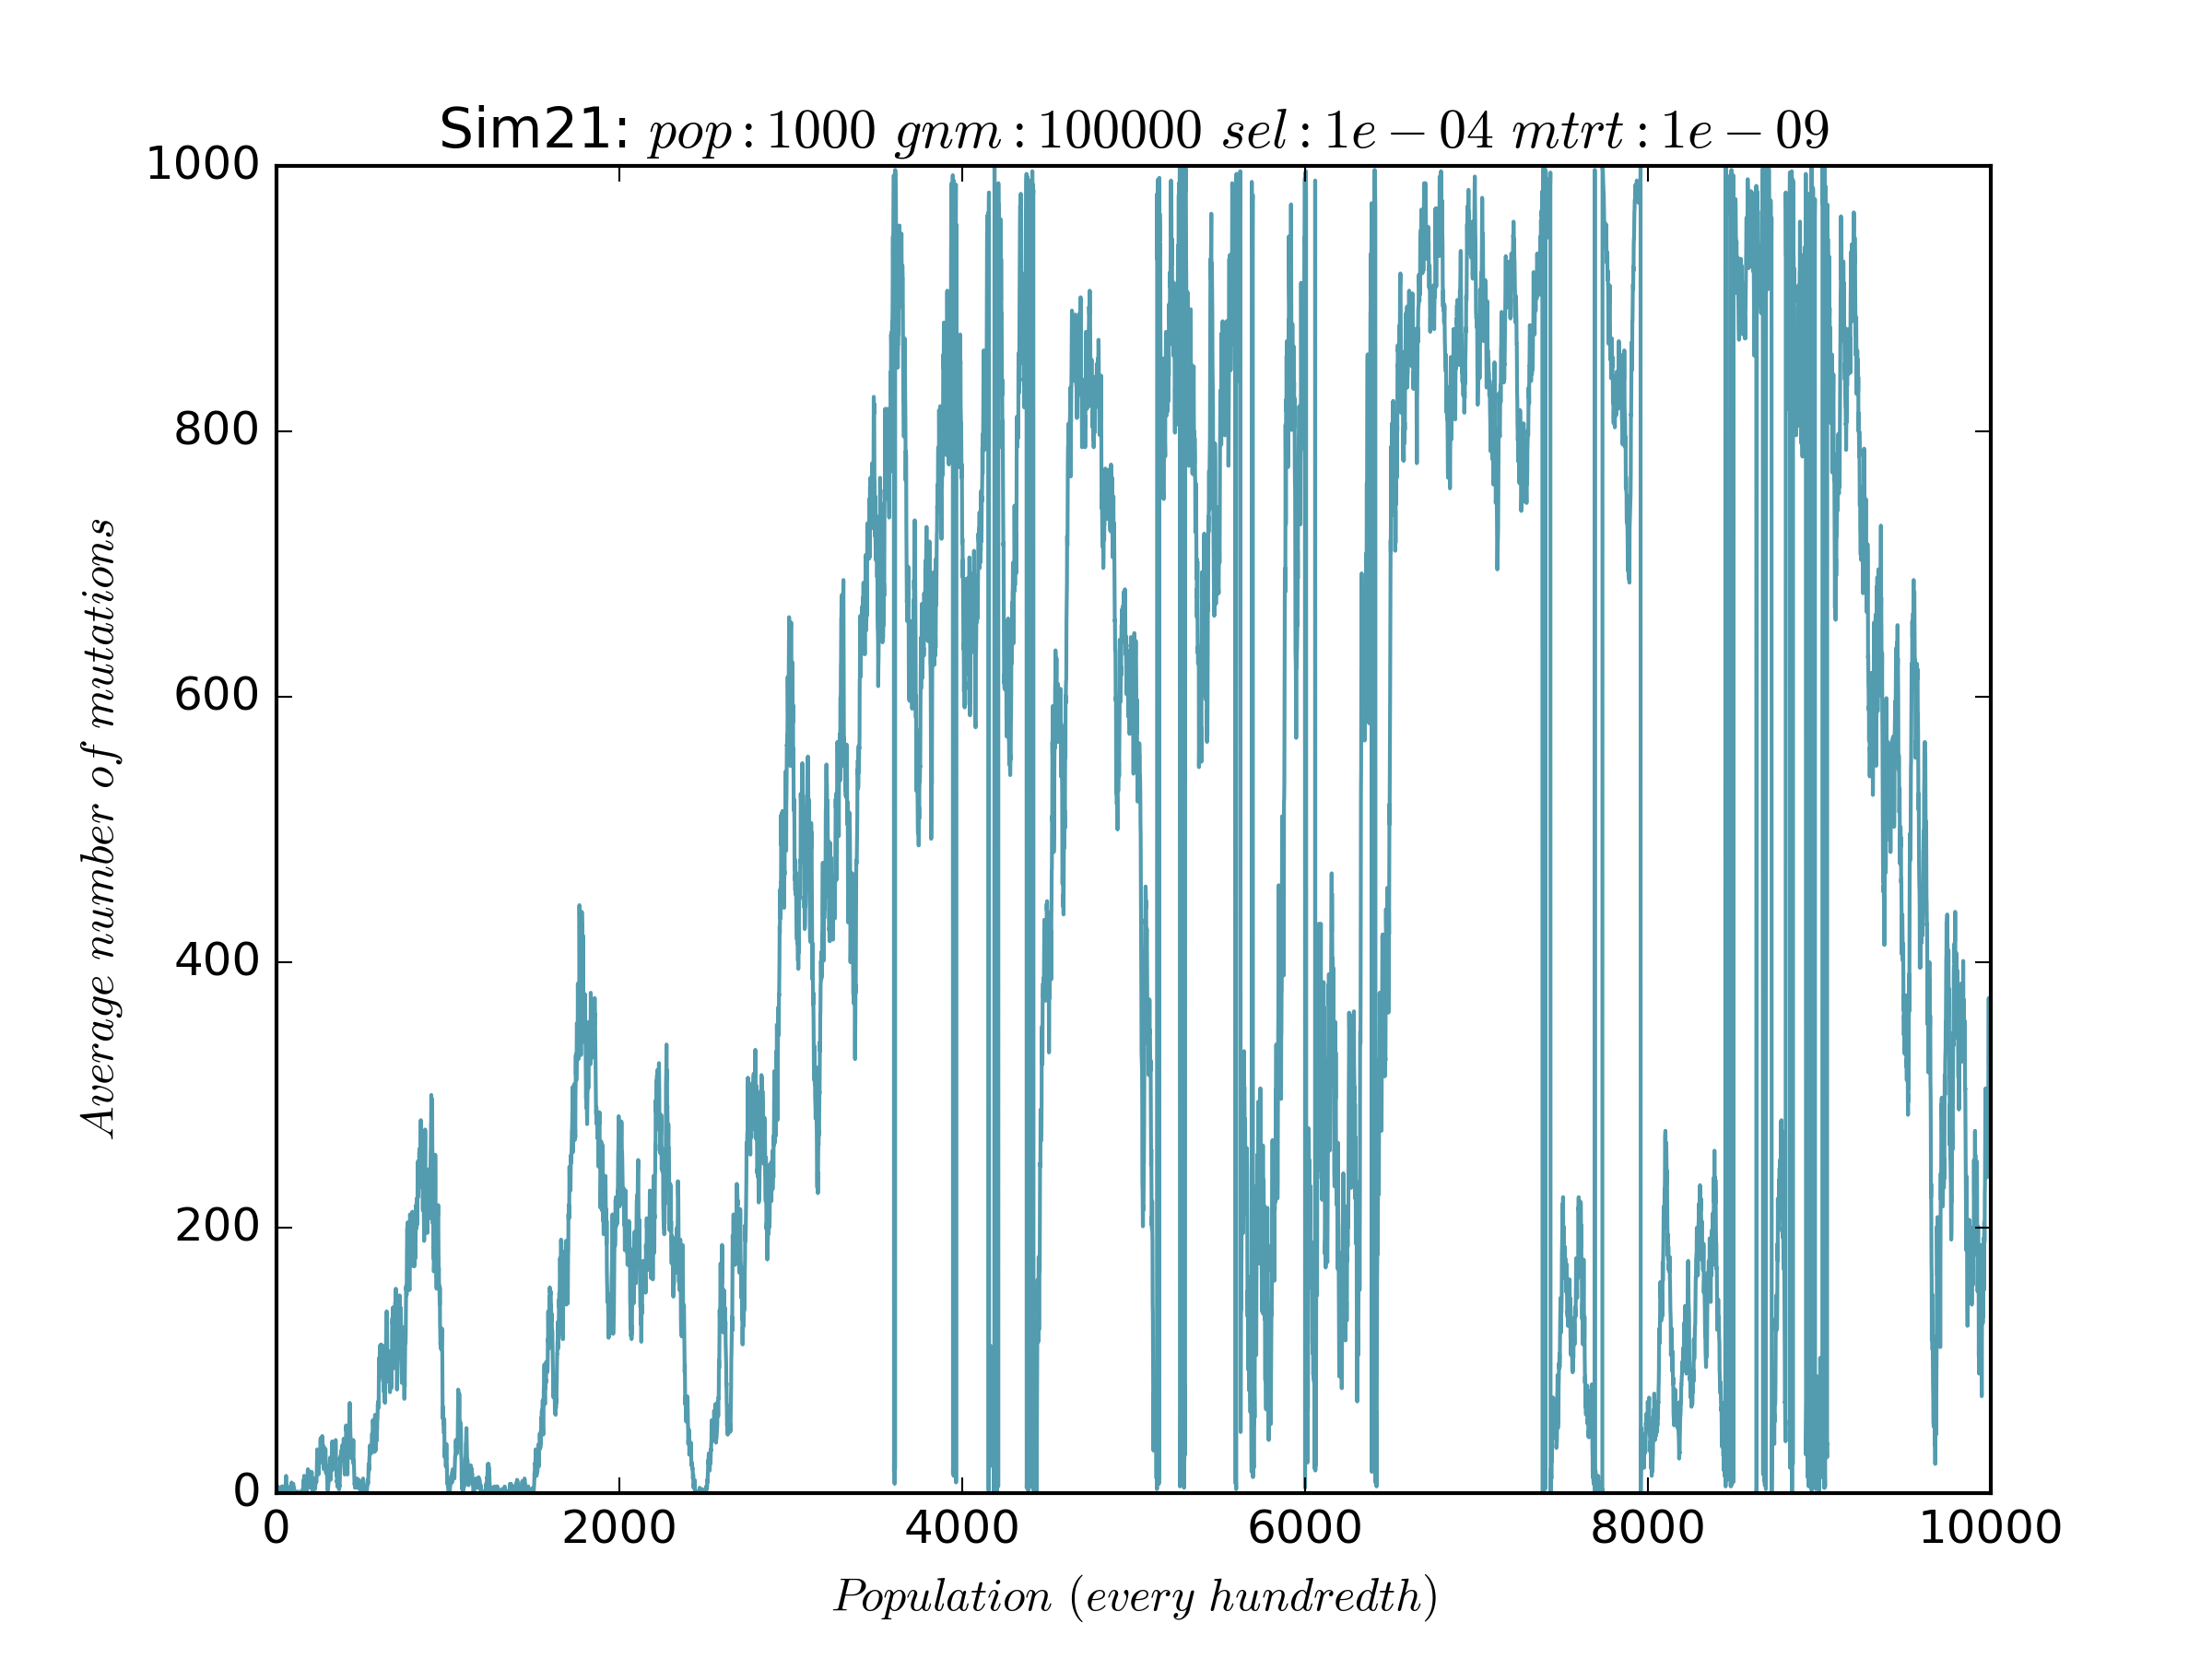 Sim21: pop : 1000 gnm : 100000 sel : 1e − 04 mtrt : 1e − 09
1000
800
600
400
200
0
Average number of mutations
0 2000 4000 6000 8000 10000
Population (every hundredth)